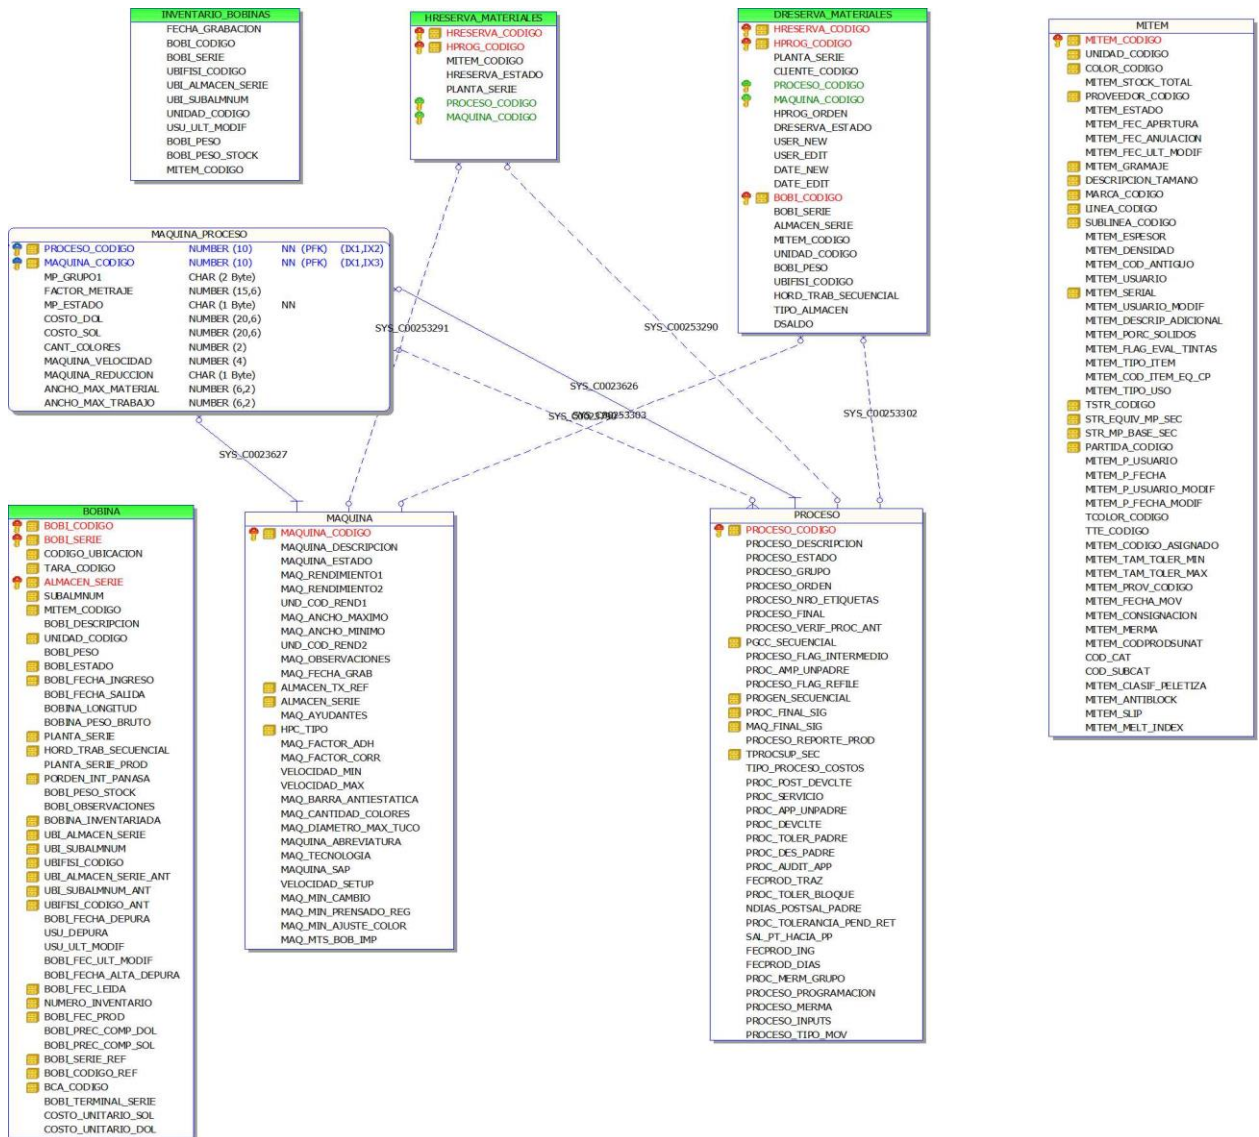 INVENTARIO_BOBINAS
FECHA_GRABACION
BOBI_CODIGO
BOBI_SERIE
UBIFISI_CODIGO
UBI_ALMACEN_SERIE
UBI_SUBALMNUM
UNIDAD_CODIGO
USU_ULT_MODIF
BOBI_PESO
BOBI_PESO_STOCK
MITEM_CODIGO
HRESERVA_MATERIALES
HRESERVA_CODIGO
HPROG_CODIGO
MITEM_CODIGO
HRESERVA_ESTADO
PLANTA_SERIE
PROCESO_CODIGO
MAQUINA_CODIGO
DRESERVA_MATERIALES
HRESERVA_CODIGO
HPROG_CODIGO
PLANTA_SERIE
CLIENTE_CODIGO
PROCESO_CODIGO
MAQUINA_CODIGO
HPROG_ORDEN
DRESERVA_ESTADO
USER_NEW
USER_EDIT
DATE_NEW
DATE_EDIT
BOBI_CODIGO
BOBI_SERIE
ALMACEN_SERIE
MITEM_CODIGO
UNIDAD_CODIGO
BOBI_PESO
UBIFISI_CODIGO
HORD_TRAB_SECUENCIAL
TIPO_ALMACEN
DSALDO
MITEM
MITEM_CODIGO
UNIDAD_CODIGO
COLOR_CODIGO
MITEM_STOCK_TOTAL
PROVEEDOR_CODIGO
MITEM_ESTADO
MITEM_FEC_APERTURA
MITEM_FEC_ANULACION
MITEM_FEC_ULT_MODIF
MITEM_GRAMAJE
DESCRIPCION_TAMANO
MARCA_CODIGO
LINEA_CODIGO
SUBLINEA_CODIGO
MITEM_ESPESOR
MITEM_DENSIDAD
MITEM_COD_ANTIGUO
MITEM_USUARIO
MITEM_SERIAL
MITEM_USUARIO_MODIF
MITEM_DESCRIP_ADICIONAL
MITEM_PORC_SOLIDOS
MITEM_FLAG_EVAL_TINTAS
MITEM_TIPO_ITEM
MITEM_COD_ITEM_EQ_CP
MITEM_TIPO_USO
TSTR_CODIGO
STR_EQUIV_MP_SEC
STR_MP_BASE_SEC
PARTIDA_CODIGO
MITEM_P_USUARIO
MITEM_P_FECHA
MITEM_P_USUARIO_MODIF
MITEM_P_FECHA_MODIF
TCOLOR_CODIGO
TTE_CODIGO
MITEM_CODIGO_ASIGNADO
MITEM_TAM_TOLER_MIN
MITEM_TAM_TOLER_MAX
MITEM_PROV_CODIGO
MITEM_FECHA_MOV
MITEM_CONSIGNACION
MITEM_MERMA
MITEM_CODPRODSUNAT
COD_CAT
COD_SUBCAT
MITEM_CLASIF_PELETIZA
MITEM_ANTIBLOCK
MITEM_SLIP
MITEM_MELT_INDEX
MAQUINA_PROCESO
PROCESO_CODIGO NUMBER (10) NN (PFK) (IX1,IX2)
MAQUINA_CODIGO NUMBER (10) NN (PFK) (IX1,IX3)
MP_GRUPO1 CHAR (2 Byte)
FACTOR_METRAJE NUMBER (15,6)
MP_ESTADO CHAR (1 Byte) NN
COSTO_DOL NUMBER (20,6)
COSTO_SOL NUMBER (20,6)
CANT_COLORES NUMBER (2)
MAQUINA_VELOCIDAD NUMBER (4)
MAQUINA_REDUCCION CHAR (1 Byte)
ANCHO_MAX_MATERIAL NUMBER (6,2)
ANCHO_MAX_TRABAJO NUMBER (6,2)
SYS_C00253291
SYS_C00253290
SYS_C0023626
SYS_C00253303
SYS_C00253302
SYS_C0023627
BOBINA
BOBI_CODIGO
BOBI_SERIE
CODIGO_UBICACION
TARA_CODIGO
ALMACEN_SERIE
SUBALMNUM
MITEM_CODIGO
BOBI_DESCRIPCION
UNIDAD_CODIGO
BOBI_PESO
BOBI_ESTADO
BOBI_FECHA_INGRESO
BOBI_FECHA_SALIDA
BOBINA_LONGITUD
BOBINA_PESO_BRUTO
PLANTA_SERIE
HORD_TRAB_SECUENCIAL
PLANTA_SERIE_PROD
PORDEN_INT_PANASA
BOBI_PESO_STOCK
BOBI_OBSERVACIONES
BOBINA_INVENTARIADA
UBI_ALMACEN_SERIE
UBI_SUBALMNUM
UBIFISI_CODIGO
UBI_ALMACEN_SERIE_ANT
UBI_SUBALMNUM_ANT
UBIFISI_CODIGO_ANT
BOBI_FECHA_DEPURA
USU_DEPURA
USU_ULT_MODIF
BOBI_FEC_ULT_MODIF
BOBI_FECHA_ALTA_DEPURA
BOBI_FEC_LEIDA
NUMERO_INVENTARIO
BOBI_FEC_PROD
BOBI_PREC_COMP_DOL
BOBI_PREC_COMP_SOL
BOBI_SERIE_REF
BOBI_CODIGO_REF
BCA_CODIGO
BOBI_TERMINAL_SERIE
COSTO_UNITARIO_SOL
COSTO_UNITARIO_DOL
MAQUINA
MAQUINA_CODIGO
MAQUINA_DESCRIPCION
MAQUINA_ESTADO
MAQ_RENDIMIENTO1
MAQ_RENDIMIENTO2
UND_COD_REND1
MAQ_ANCHO_MAXIMO
MAQ_ANCHO_MINIMO
UND_COD_REND2
MAQ_OBSERVACIONES
MAQ_FECHA_GRAB
ALMACEN_TX_REF
ALMACEN_SERIE
MAQ_AYUDANTES
HPC_TIPO
MAQ_FACTOR_ADH
MAQ_FACTOR_CORR
VELOCIDAD_MIN
VELOCIDAD_MAX
MAQ_BARRA_ANTIESTATICA
MAQ_CANTIDAD_COLORES
MAQ_DIAMETRO_MAX_TUCO
MAQUINA_ABREVIATURA
MAQ_TECNOLOGIA
MAQUINA_SAP
VELOCIDAD_SETUP
MAQ_MIN_CAMBIO
MAQ_MIN_PRENSADO_REG
MAQ_MIN_AJUSTE_COLOR
MAQ_MTS_BOB_IMP
PROCESO
PROCESO_CODIGO
PROCESO_DESCRIPCION
PROCESO_ESTADO
PROCESO_GRUPO
PROCESO_ORDEN
PROCESO_NRO_ETIQUETAS
PROCESO_FINAL
PROCESO_VERIF_PROC_ANT
PGCC_SECUENCIAL
PROCESO_FLAG_INTERMEDIO
PROC_AMP_UNPADRE
PROCESO_FLAG_REFILE
PROGEN_SECUENCIAL
PROC_FINAL_SIG
MAQ_FINAL_SIG
PROCESO_REPORTE_PROD
TPROCSUP_SEC
TIPO_PROCESO_COSTOS
PROC_POST_DEVCLTE
PROC_SERVICIO
PROC_APP_UNPADRE
PROC_DEVCLTE
PROC_TOLER_PADRE
PROC_DES_PADRE
PROC_AUDIT_APP
FECPROD_TRAZ
PROC_TOLER_BLOQUE
NDIAS_POSTSAL_PADRE
PROC_TOLERANCIA_PEND_RET
SAL_PT_HACIA_PP
FECPROD_ING
FECPROD_DIAS
PROC_MERM_GRUPO
PROCESO_PROGRAMACION
PROCESO_MERMA
PROCESO_INPUTS
PROCESO_TIPO_MOV